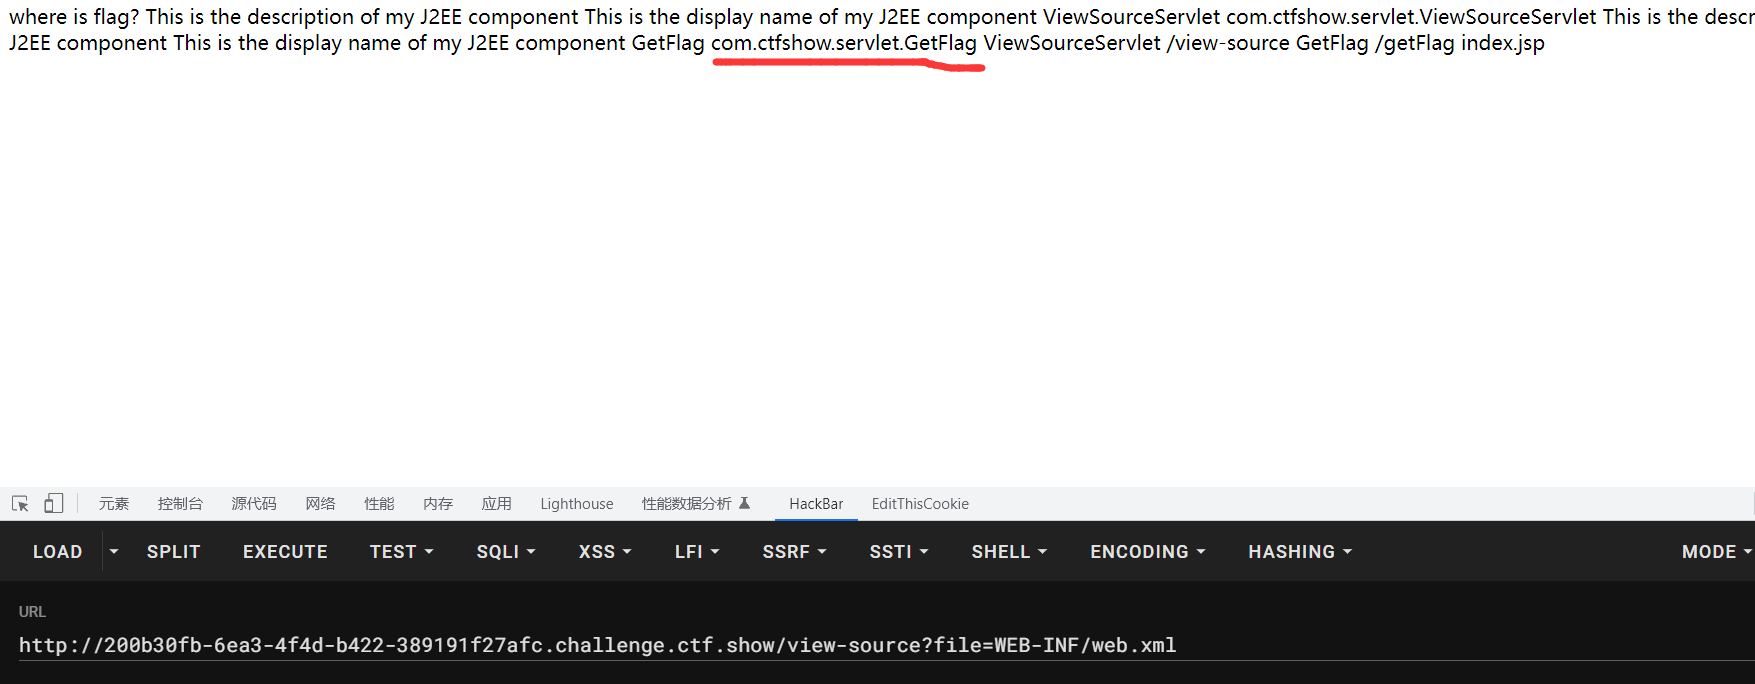 where is flag? This is the description of my J2EE component This is the display name of my J2EE component ViewSourceServlet com.ctfshow.servlet.ViewSourceServlet This is the
J2EE component This is the display name of my J2EE component GetFlag com.ctfshow.servlet.GetFlag ViewSourceServlet /view-source GetFlag /getFlag index.jsp
元素 控制台 源代码 网络 性能 内存 应用 Lighthouse 性能数据分析 HackBar EditThisCookie
LOAD SPLIT EXECUTE TEST SQLI XSS LFI SSRF SSTI SHELL ENCODING HASHING MODE
URL
http://200b30fb-6ea3-4f4d-b422-389191f27afc.challenge.ctf.show/view-source?file=WEB-INF/web.xml